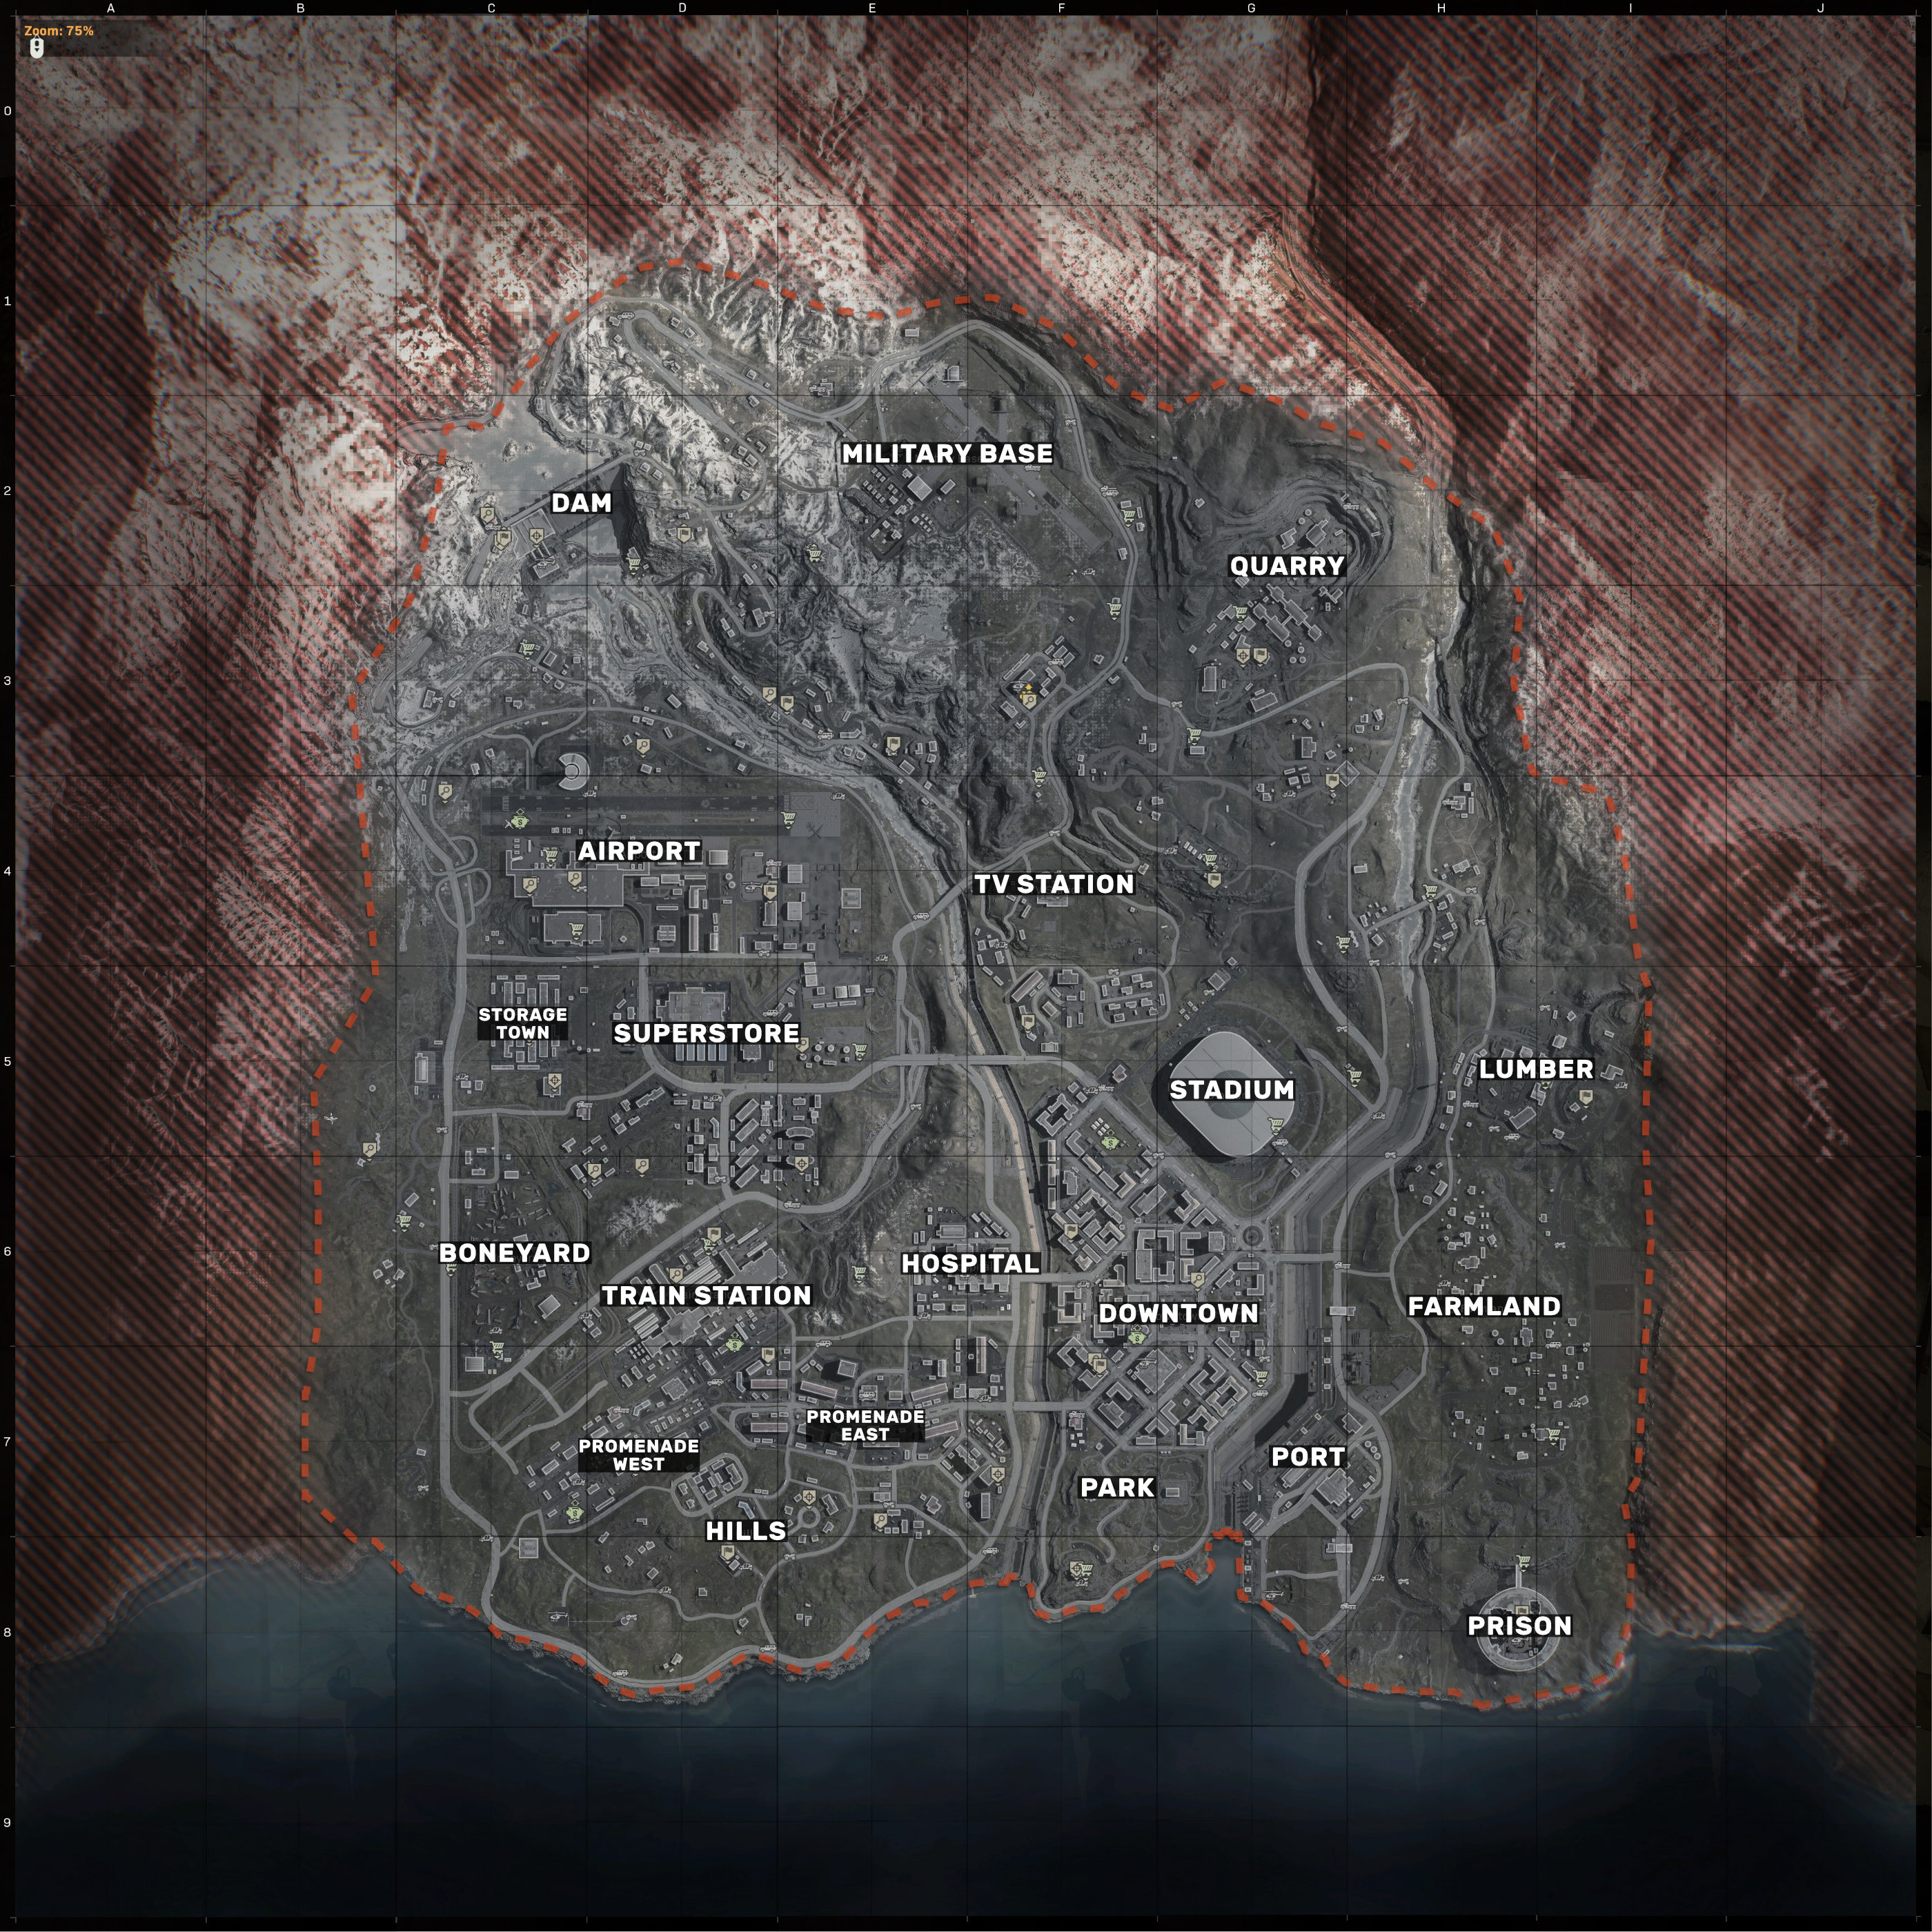 A B C D E F G H I J
Zoom: 75%
0
1
MILITARY BASE
2
DAM
QUARRY
3
AIRPORT
4
TV STATION
STORAGE
TOWN
SUPERSTORE
5
LUMBER
STADIUM
6
BONEYARD
HOSPITAL
TRAIN STATION
FARMLAND
DOWNTOWN
PROMENADE
EAST
7
PROMENADE
WEST
PORT
PARK
HILLS
PRISON
8
9